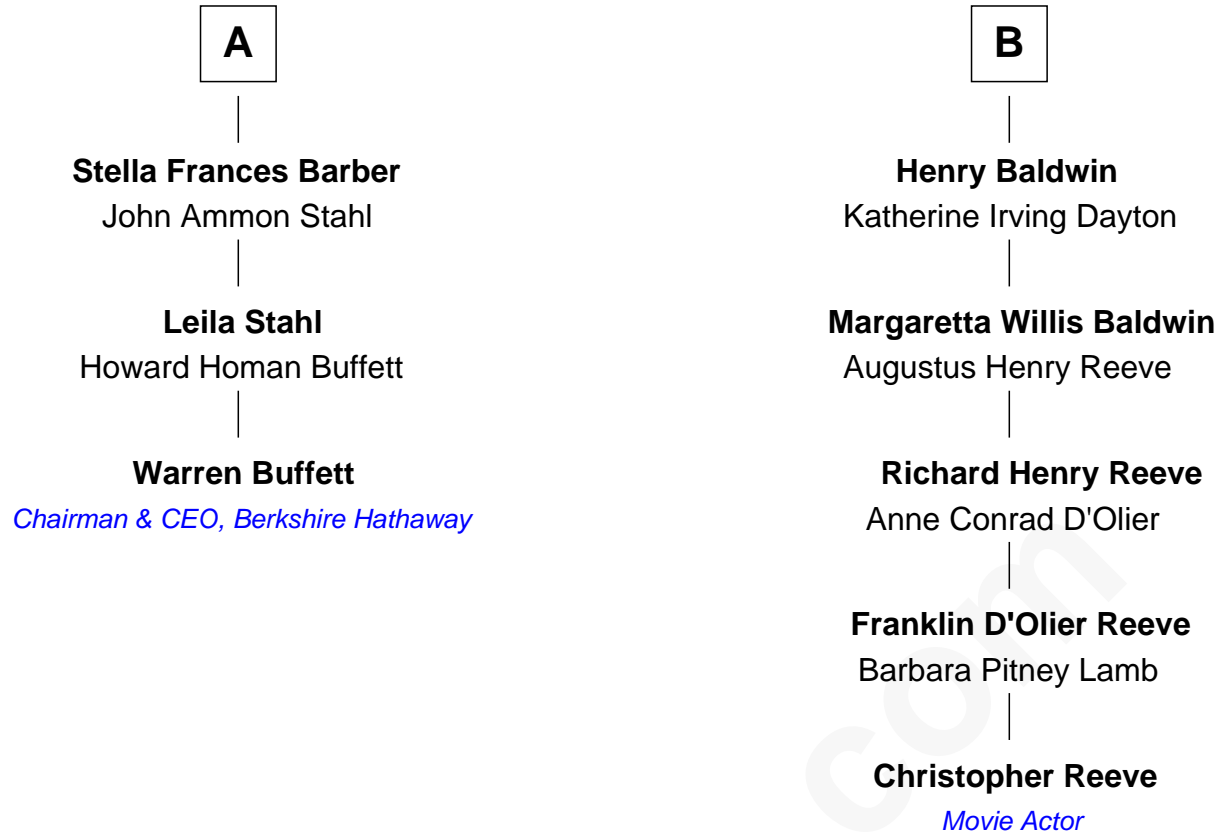 A
Stella Frances Barber
John Ammon Stahl
Leila Stahl
Howard Homan Buffett
Warren Buffett
Chairman & CEO, Berkshire Hathaway
B
Henry Baldwin
Katherine Irving Dayton
Margaretta Willis Baldwin
Augustus Henry Reeve
Richard Henry Reeve
Anne Conrad D'Olier
Franklin D'Olier Reeve
Barbara Pitney Lamb
Christopher Reeve
Movie Actor
com